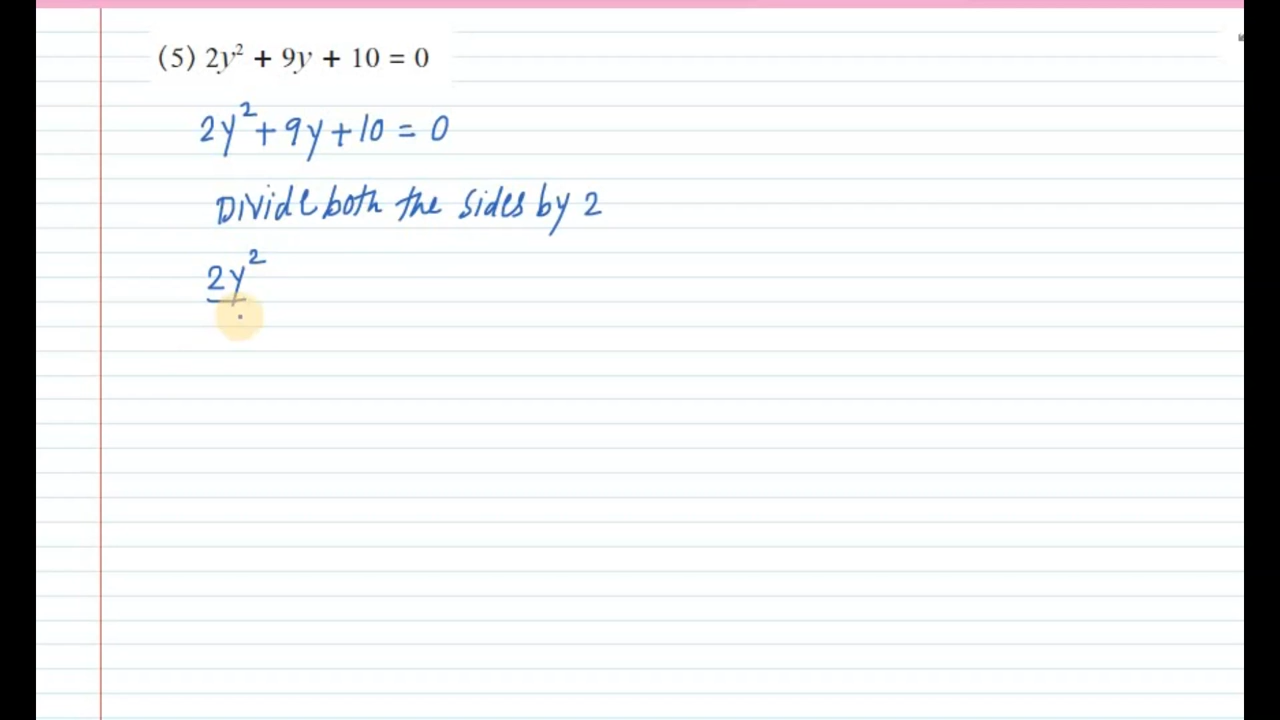 (5) 2y² + 9y + 10 = 0
2y² + 9y + 10 = 0
Divide both the sides by 2
2y²